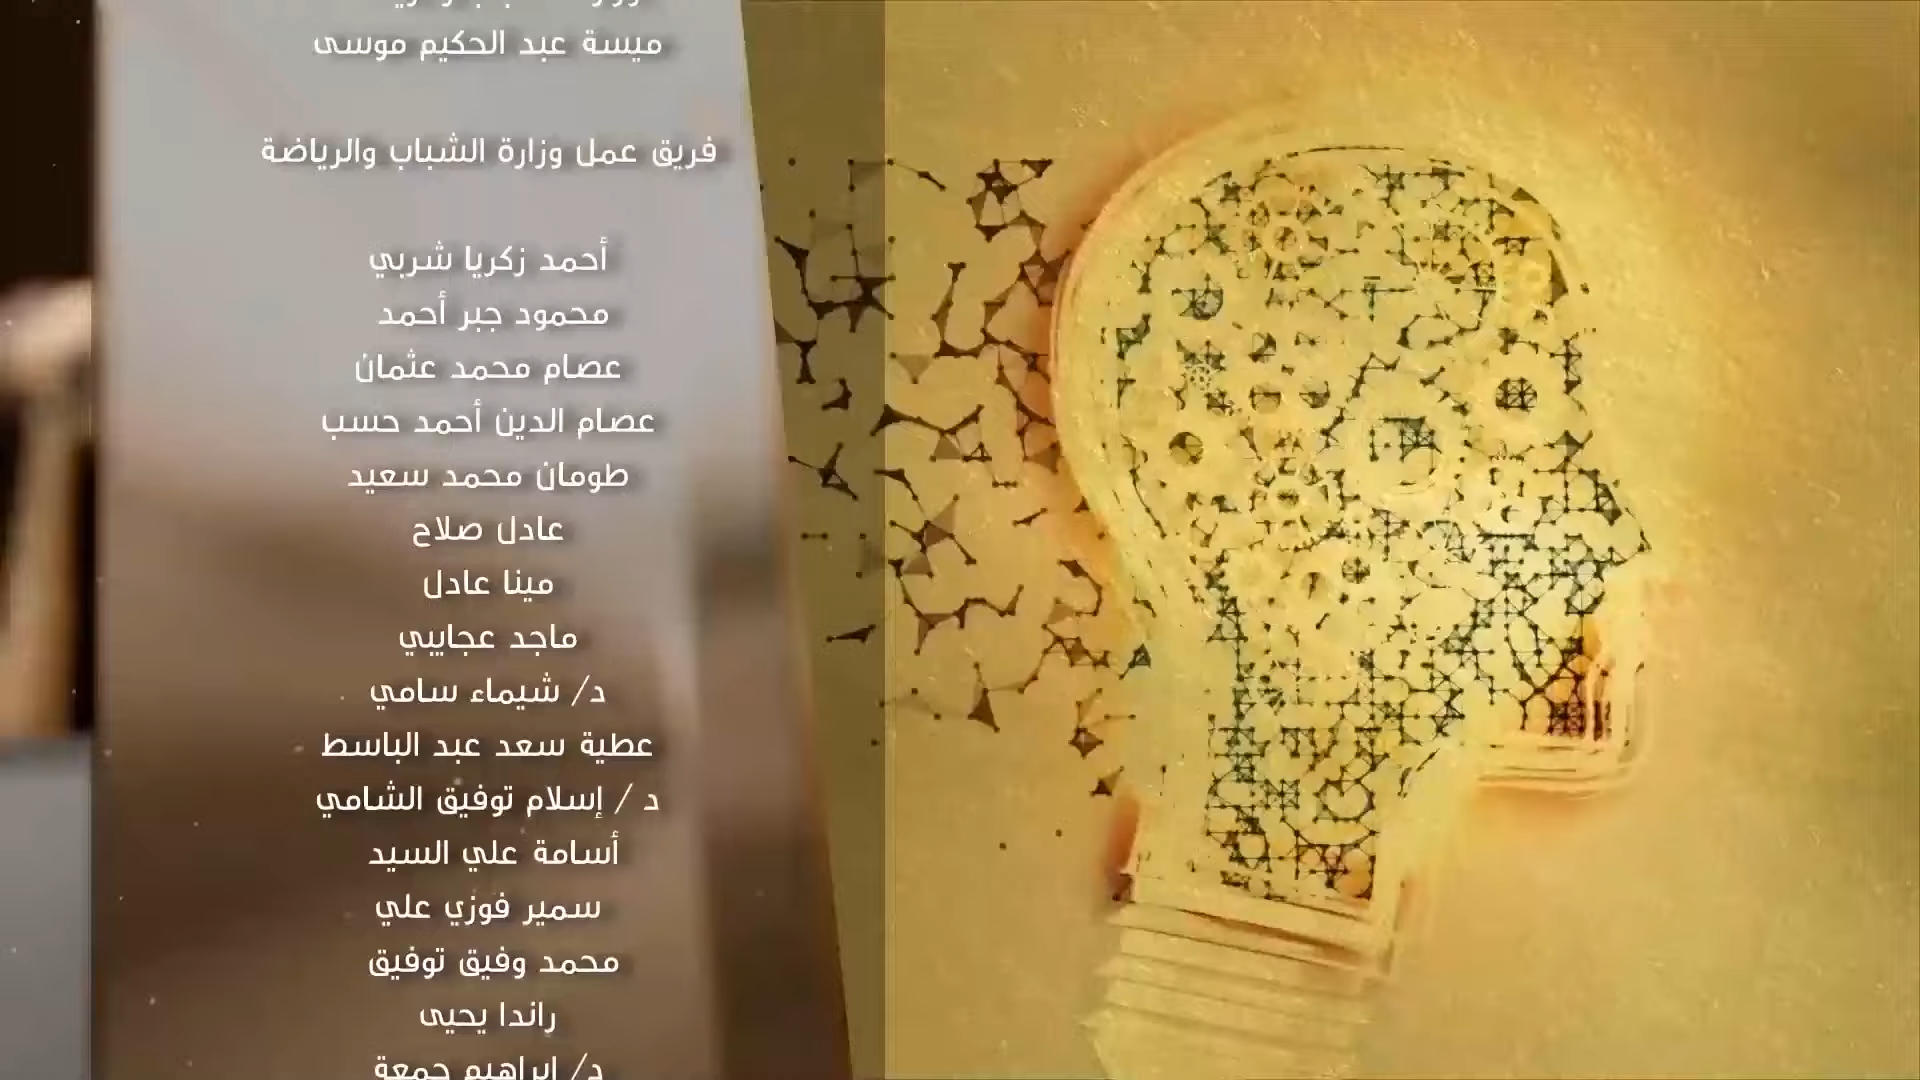 ميسة عبد الحكيم موسى
فريق عمل وزارة الشباب والرياضة
أحمد زكريا شربي
محمود جبر أحمد
عصام محمد عثمان
عصام الدين أحمد حسب
طومان محمد سعيد
عادل صلاح
مينا عادل
ماجد عجايبي
د/ شيماء سامي
عطية سعد عبد الباسط
د / إسلام توفيق الشامي
أسامة علي السيد
سمير فوزي علي
محمد وفيق توفيق
راندا يحيى
د/ إبراهيم جمعة